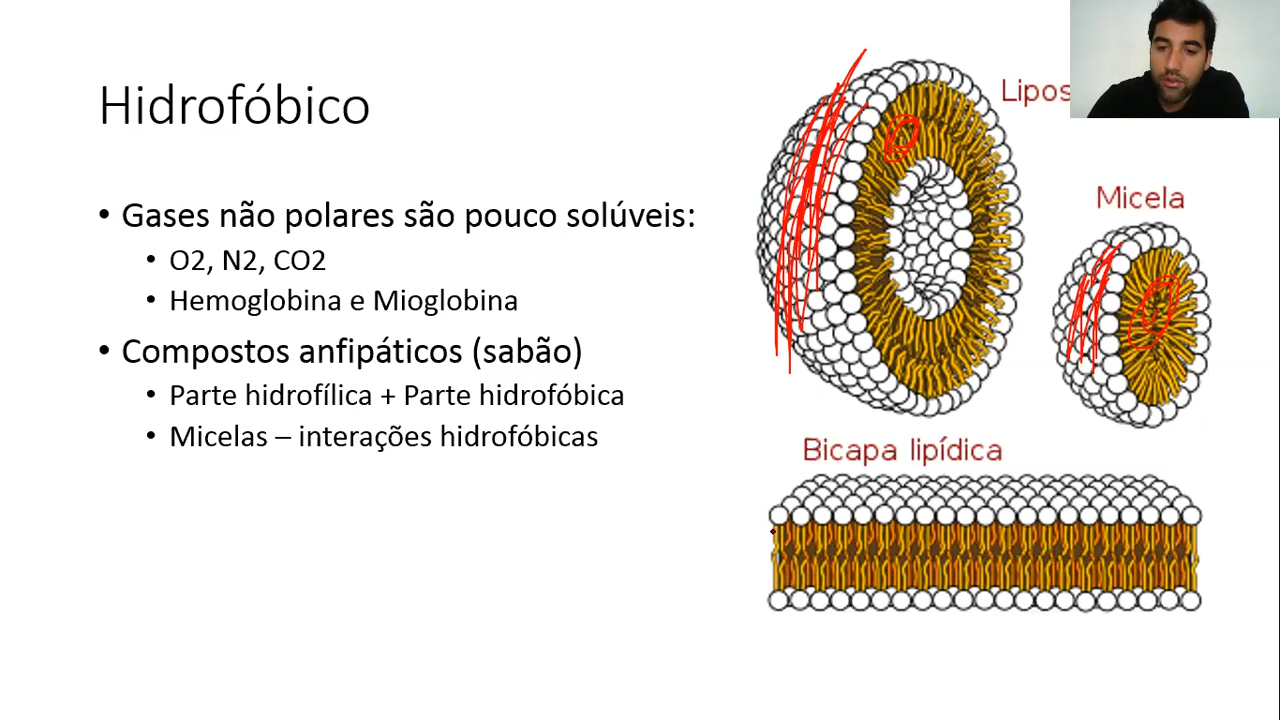 Hidrofóbico
• Gases não polares são pouco solúveis:
• O2, N2, CO2
• Hemoglobina e Mioglobina
• Compostos anfipáticos (sabão)
• Parte hidrofílica + Parte hidrofóbica
• Micelas – interações hidrofóbicas
Lipos
Micela
Bicapa lipídica